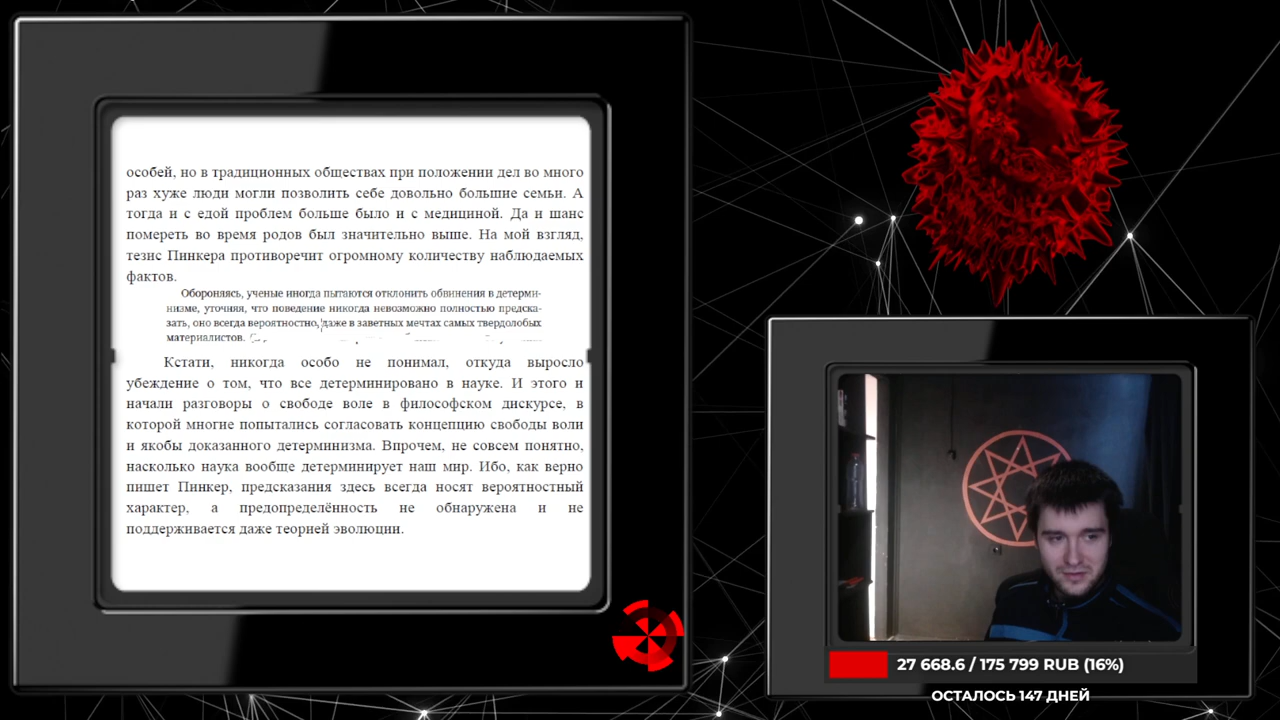 особей, но в традиционных обществах при положении дел во много
раз хуже люди могли позволить себе довольно большие семьи. А
тогда и с едой проблем больше было и с медициной. Да и шанс
помереть во время родов был значительно выше. На мой взгляд,
тезис Пинкера противоречит огромному количеству наблюдаемых
фактов.
Обороняясь, ученые иногда пытаются отклонить обвинения в детерми-
низме, уточняя, что поведение никогда невозможно полностью предска-
зать, оно всегда вероятностно, даже в заветных мечтах самых твердолобых
материалистов.
Кстати, никогда особо не понимал, откуда выросло
убеждение о том, что все детерминировано в науке. И этого и
начали разговоры о свободе воле в философском дискурсе, в
которой многие попытались согласовать концепцию свободы воли
и якобы доказанного детерминизма. Впрочем, не совсем понятно,
насколько наука вообще детерминирует наш мир. Ибо, как верно
пишет Пинкер, предсказания здесь всегда носят вероятностный
характер, а предопределённость не обнаружена и не
поддерживается даже теорией эволюции.
27 668.6 / 175 799 RUB (16%)
ОСТАЛОСЬ 147 ДНЕЙ